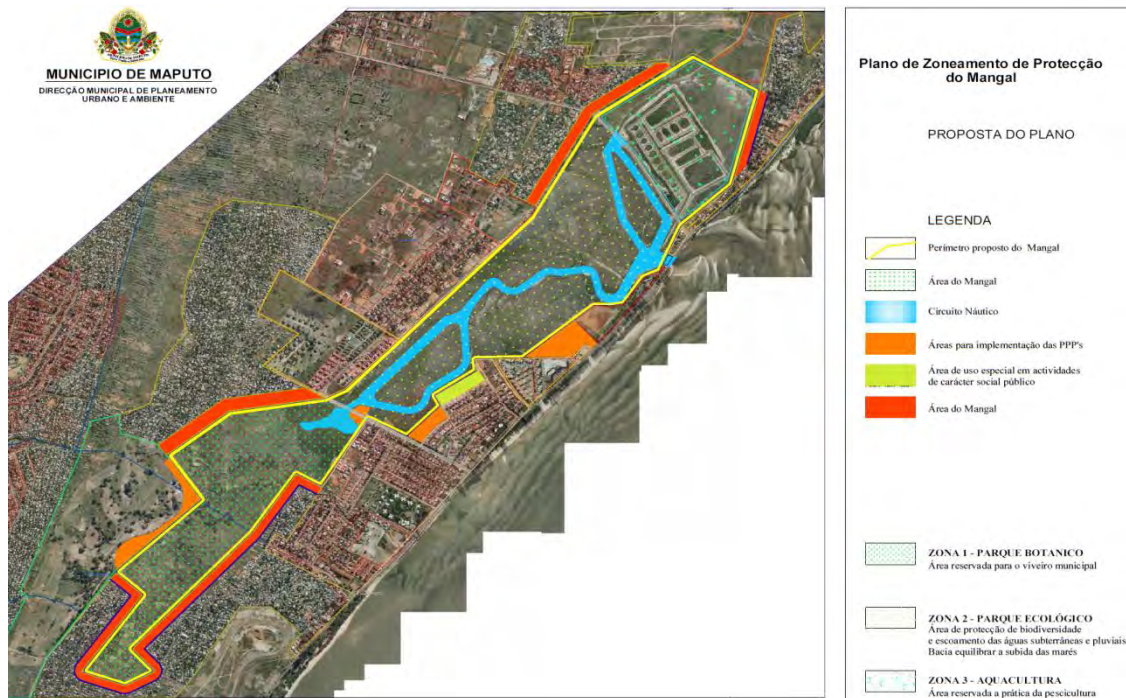 MUNICIPIO DE MAPUTO
DIRECÇÃO MUNICIPAL DE PLANEAMENTO
URBANO E AMBIENTE
Plano de Zoneamento de Protecção
do Mangal
PROPOSTA DO PLANO
LEGENDA
Perímetro proposto do Mangal
Área do Mangal
Circuito Náutico
Áreas para implementação das PPP's
Área de uso especial em actividades
de carácter social público
Área do Mangal
ZONA 1 - PARQUE BOTANICO
Área reservada para o viveiro municipal
ZONA 2 - PARQUE ECOLÓGICO
Área de protecção de biodiversidade
e escoamento das águas subterrâneas e pluviais
Bacia equilibrar a subida das marés
ZONA 3 - AQUACULTURA
Área reservada a prática da pescicultura